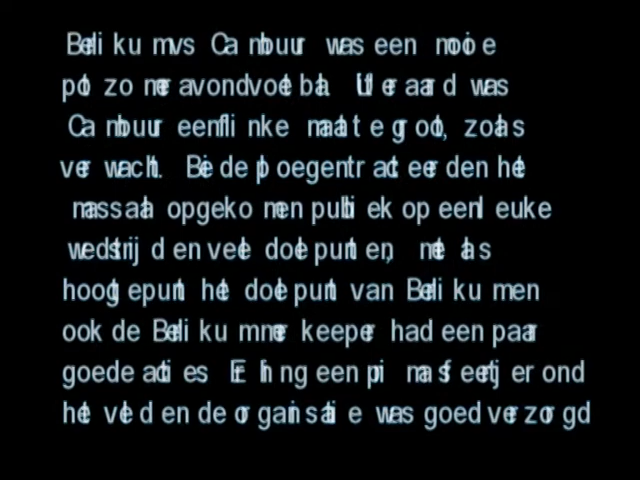 Berlikum vs Cambuur was een mooie
pot zomeravondvoetbal. Uiteraard was
Cambuur een flinke maat te groot, zoals
verwacht. Beide ploegen trakteerden het
massaal opgekomen publiek op een leuke
wedstrijd en veel doelpunten, met als
hoogtepunt het doelpunt van Berlikum en
ook de Berlikummer keeper had een paar
goede acties. Er hing een prima sfeertje rond
het veld en de organisatie was goed verzorgd